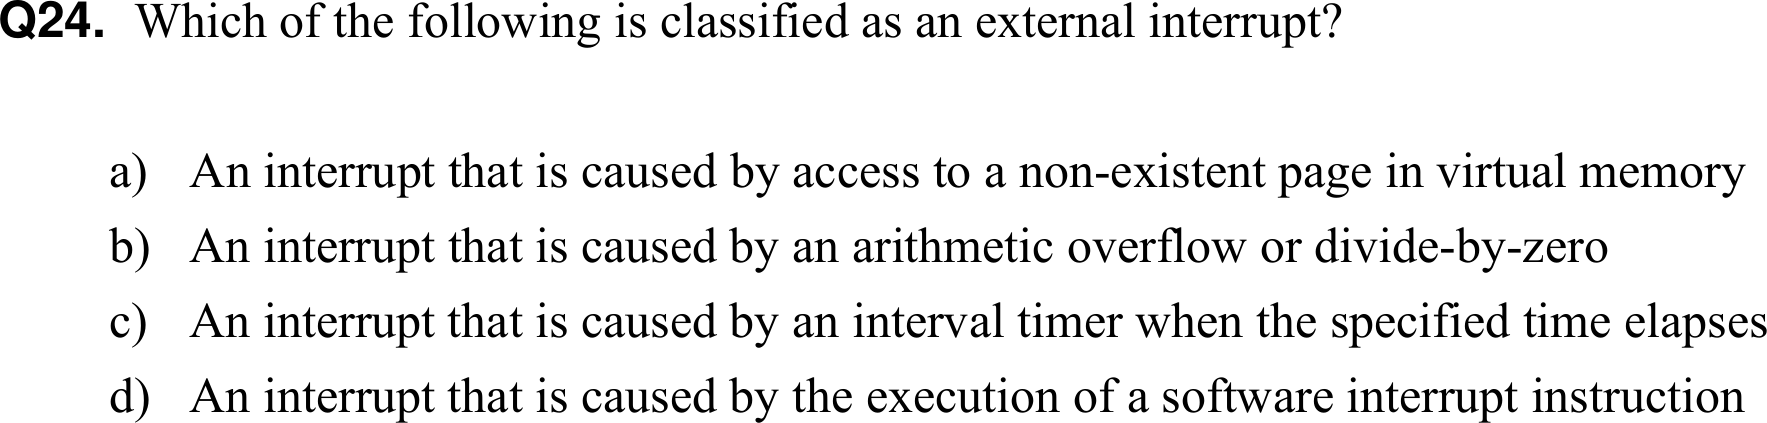 Q24. Which of the following is classified as an external interrupt?
a) An interrupt that is caused by access to a non-existent page in virtual memory
b) An interrupt that is caused by an arithmetic overflow or divide-by-zero
c) An interrupt that is caused by an interval timer when the specified time elapses
d) An interrupt that is caused by the execution of a software interrupt instruction